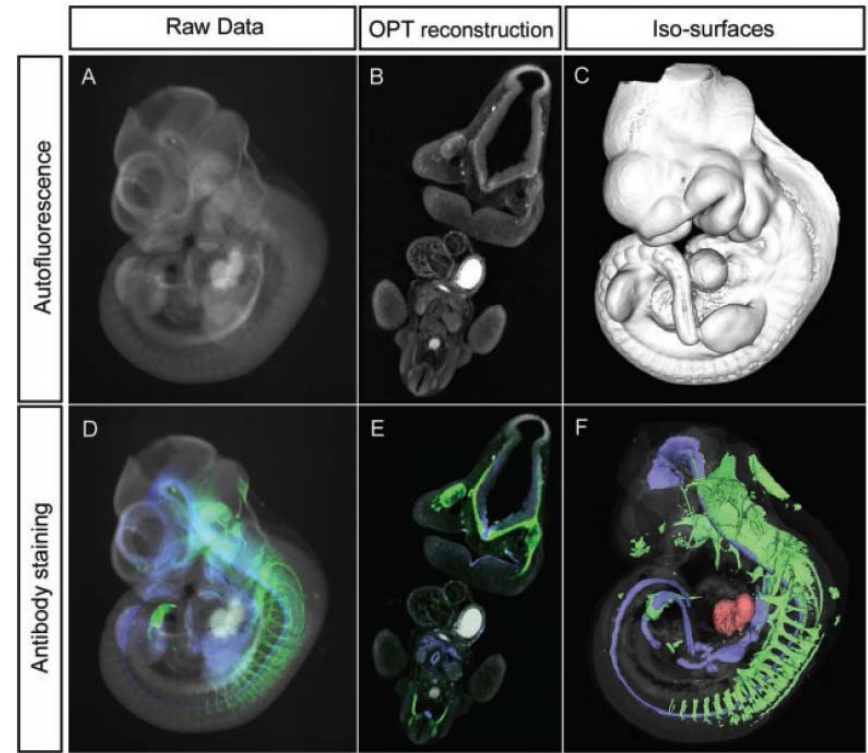 Raw Data
OPT reconstruction
Iso-surfaces
Autofluorescence
A
B
C
Antibody staining
D
E
F